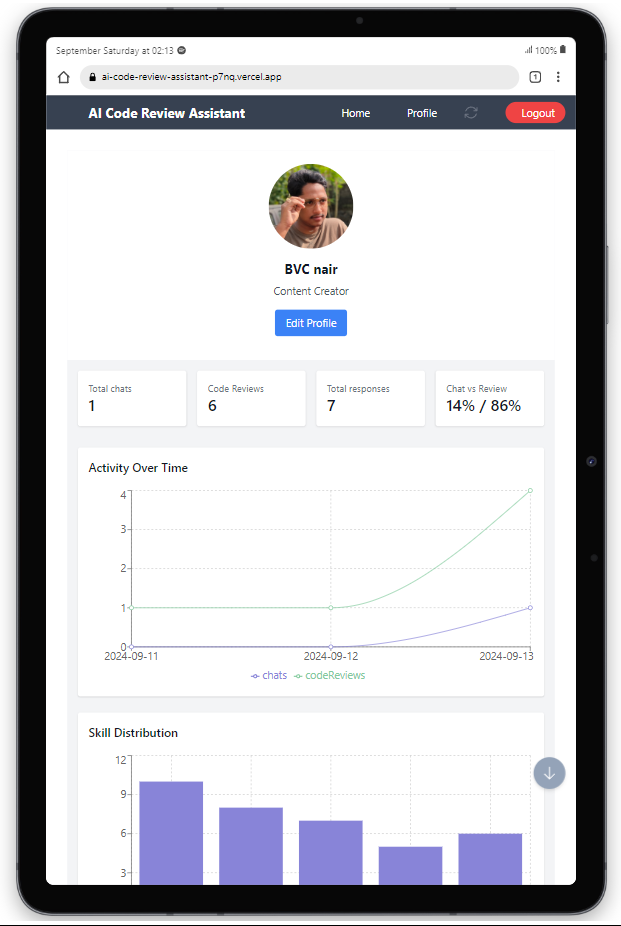 September Saturday at 02:13 100%
ai-code-review-assistant-p7nq.vercel.app 1
AI Code Review Assistant Home Profile Logout
BVC nair
Content Creator
Edit Profile
Total chats Code Reviews Total responses Chat vs Review
1 6 7 14% / 86%
Activity Over Time
4
3
2
1
0
2024-09-11 2024-09-12 2024-09-13
chats codeReviews
Skill Distribution
12
9
6
3